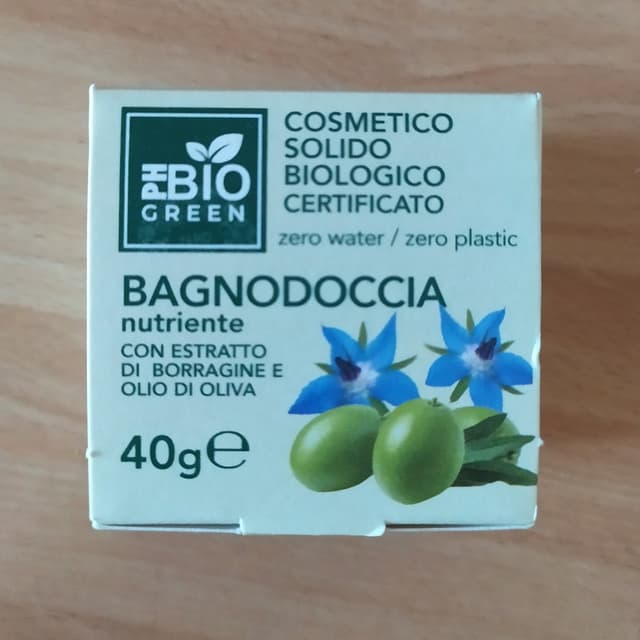 PH BIO
GREEN
COSMETICO
SOLIDO
BIOLOGICO
CERTIFICATO
zero water / zero plastic
BAGNODOCCIA
nutriente
CON ESTRATTO
DI BORRAGINE E
OLIO DI OLIVA
40g℮